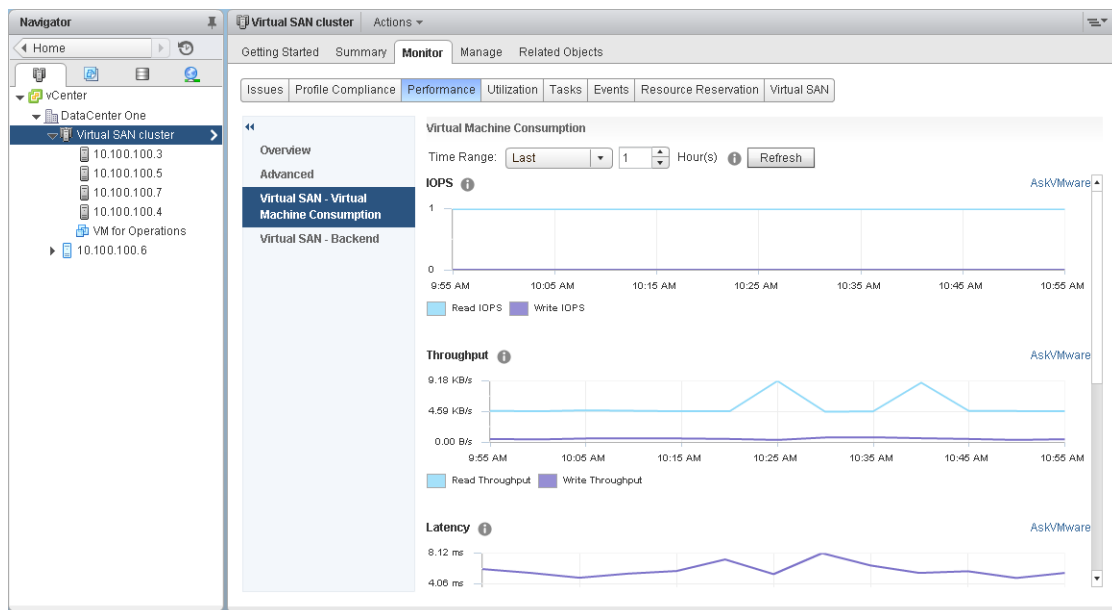 Navigator
Home
vCenter
DataCenter One
Virtual SAN cluster
10.100.100.3
10.100.100.5
10.100.100.7
10.100.100.4
VM for Operations
10.100.100.6
Virtual SAN cluster Actions
Getting Started Summary Monitor Manage Related Objects
Issues Profile Compliance Performance Utilization Tasks Events Resource Reservation Virtual SAN
Overview
Advanced
Virtual SAN - Virtual
Machine Consumption
Virtual SAN - Backend
Virtual Machine Consumption
Time Range: Last 1 Hour(s) Refresh
IOPS AskVMware
1
0
9:55 AM 10:05 AM 10:15 AM 10:25 AM 10:35 AM 10:45 AM 10:55 AM
Read IOPS Write IOPS
Throughput AskVMware
9.18 KB/s
4.59 KB/s
0.00 B/s
9:55 AM 10:05 AM 10:15 AM 10:25 AM 10:35 AM 10:45 AM 10:55 AM
Read Throughput Write Throughput
Latency AskVMware
8.12 ms
4.06 ms